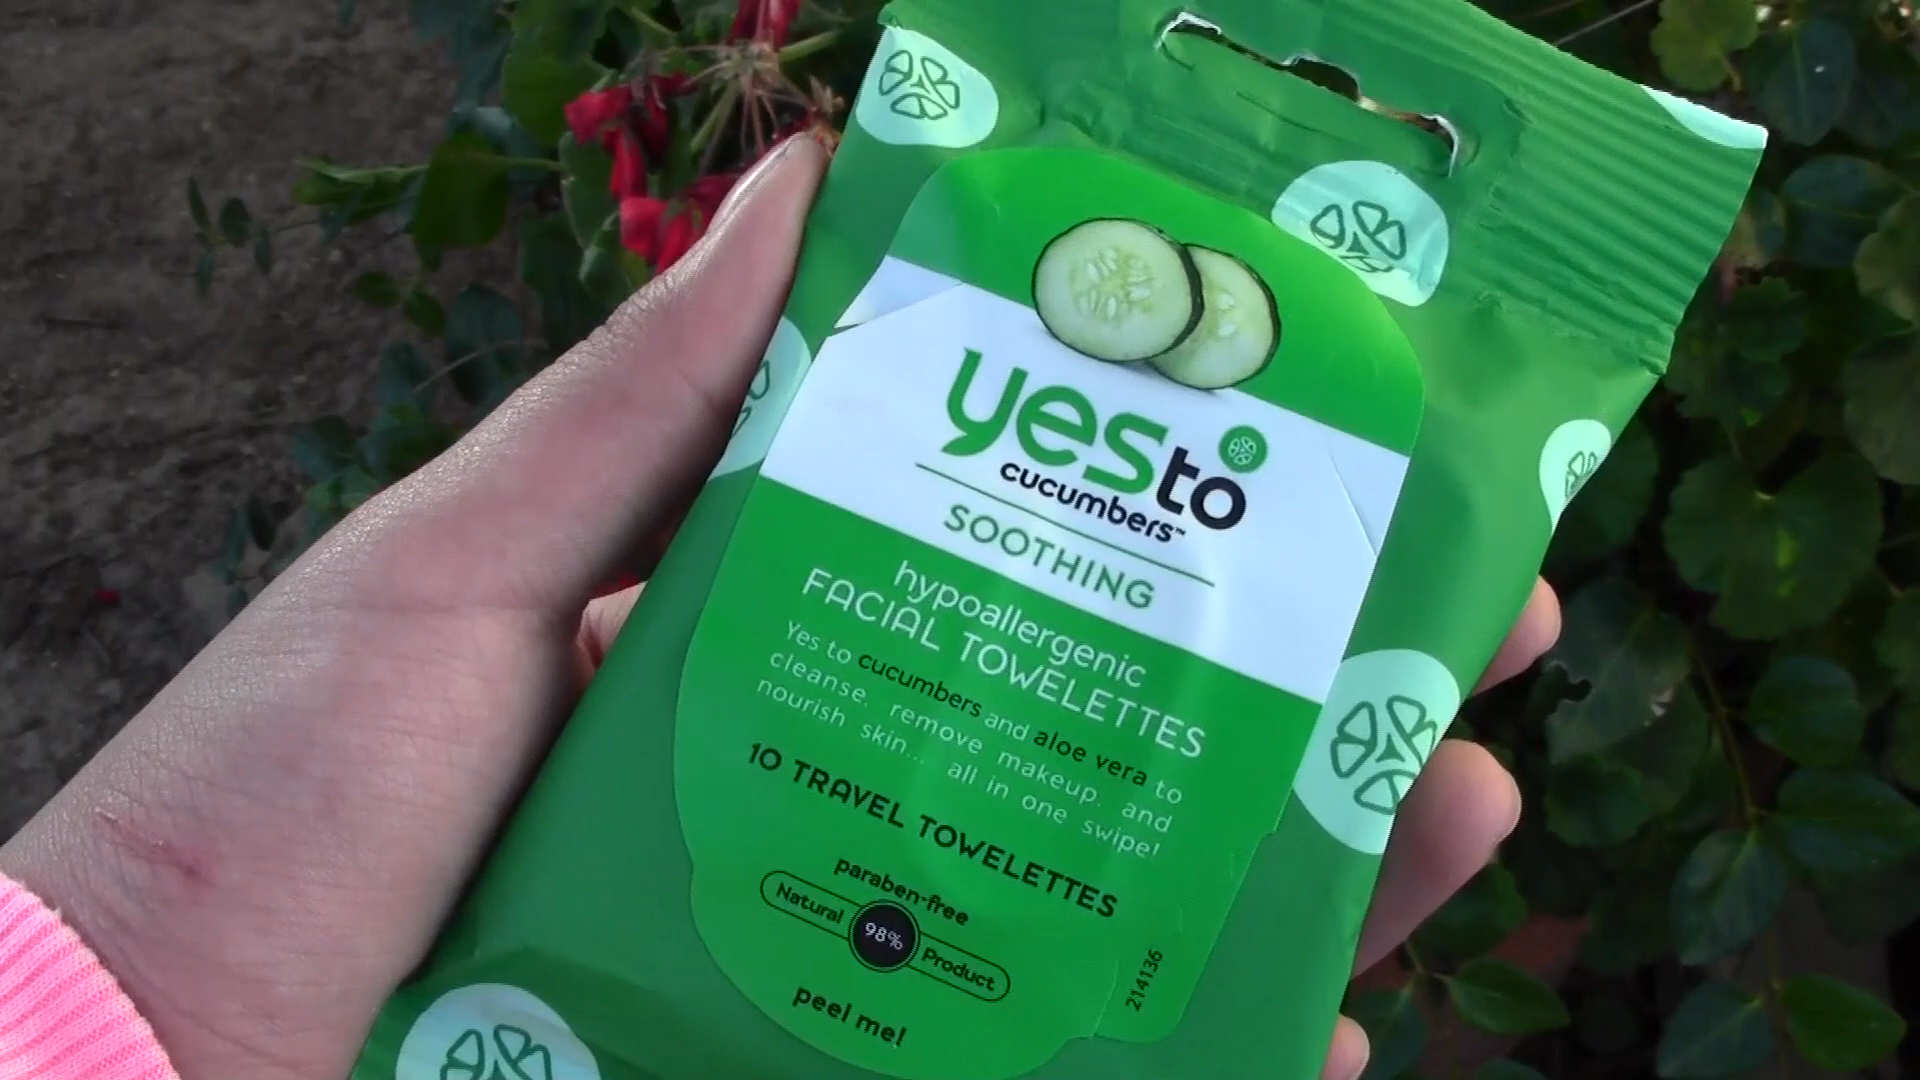 yes to
cucumbers™
SOOTHING
hypoallergenic
FACIAL TOWELETTES
Yes to cucumbers and aloe vera to
cleanse, remove makeup, and
nourish skin... all in one swipe!
10 TRAVEL TOWELETTES
paraben-free
Natural 98% Product
peel me!
214136